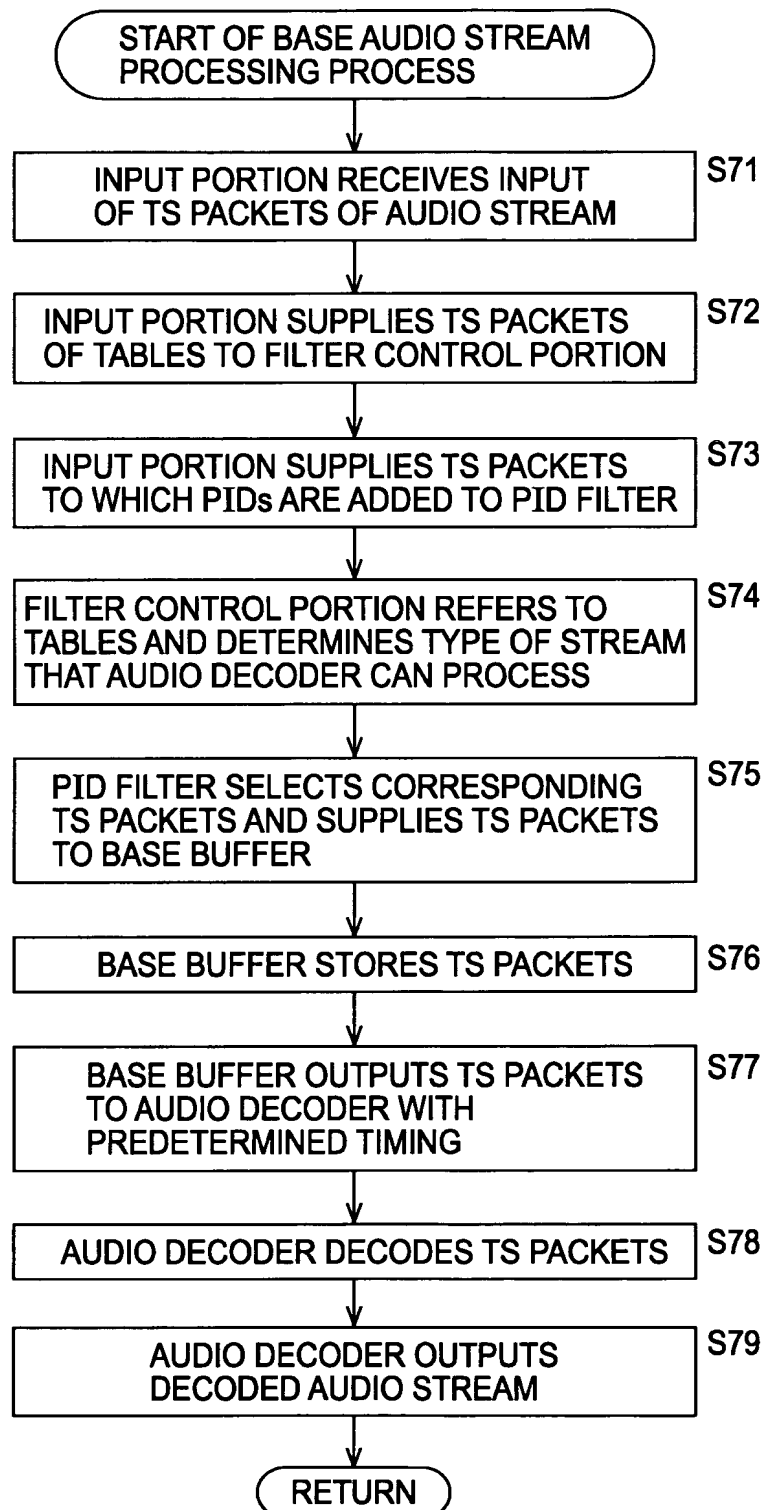 START OF BASE AUDIO STREAM
PROCESSING PROCESS
S71
INPUT PORTION RECEIVES INPUT
OF TS PACKETS OF AUDIO STREAM
S72
INPUT PORTION SUPPLIES TS PACKETS
OF TABLES TO FILTER CONTROL PORTION
S73
INPUT PORTION SUPPLIES TS PACKETS
TO WHICH PIDs ARE ADDED TO PID FILTER
S74
FILTER CONTROL PORTION REFERS TO
TABLES AND DETERMINES TYPE OF STREAM
THAT AUDIO DECODER CAN PROCESS
S75
PID FILTER SELECTS CORRESPONDING
TS PACKETS AND SUPPLIES TS PACKETS
TO BASE BUFFER
S76
BASE BUFFER STORES TS PACKETS
S77
BASE BUFFER OUTPUTS TS PACKETS
TO AUDIO DECODER WITH
PREDETERMINED TIMING
S78
AUDIO DECODER DECODES TS PACKETS
S79
AUDIO DECODER OUTPUTS
DECODED AUDIO STREAM
RETURN